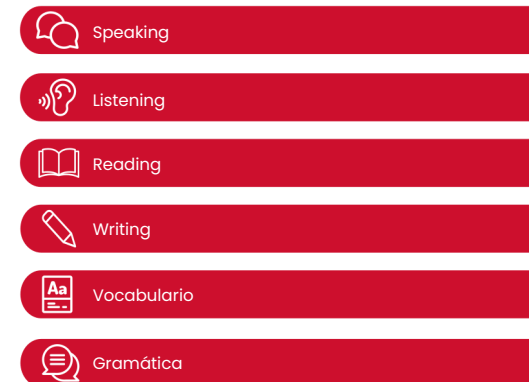 Speaking
Listening
Reading
Writing
Aa
Vocabulario
Gramática